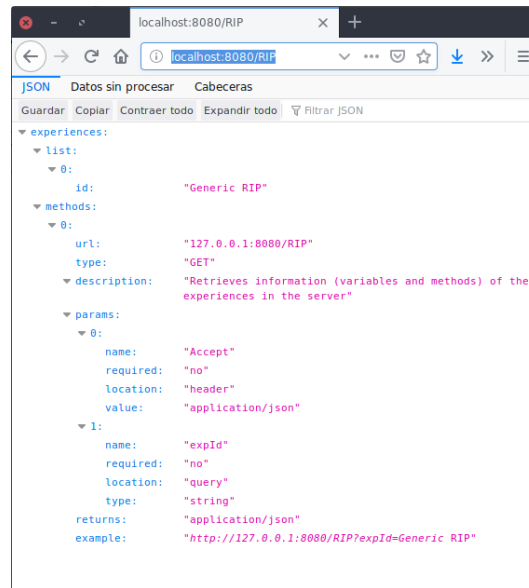 localhost:8080/RIP
localhost:8080/RIP
JSON Datos sin procesar Cabeceras
Guardar Copiar Contraer todo Expandir todo Filtrar JSON
experiences:
list:
0:
id: "Generic RIP"
methods:
0:
url: "127.0.0.1:8080/RIP"
type: "GET"
description: "Retrieves information (variables and methods) of the
experiences in the server"
params:
0:
name: "Accept"
required: "no"
location: "header"
value: "application/json"
1:
name: "expId"
required: "no"
location: "query"
type: "string"
returns: "application/json"
example: "http://127.0.0.1:8080/RIP?expId=Generic RIP"